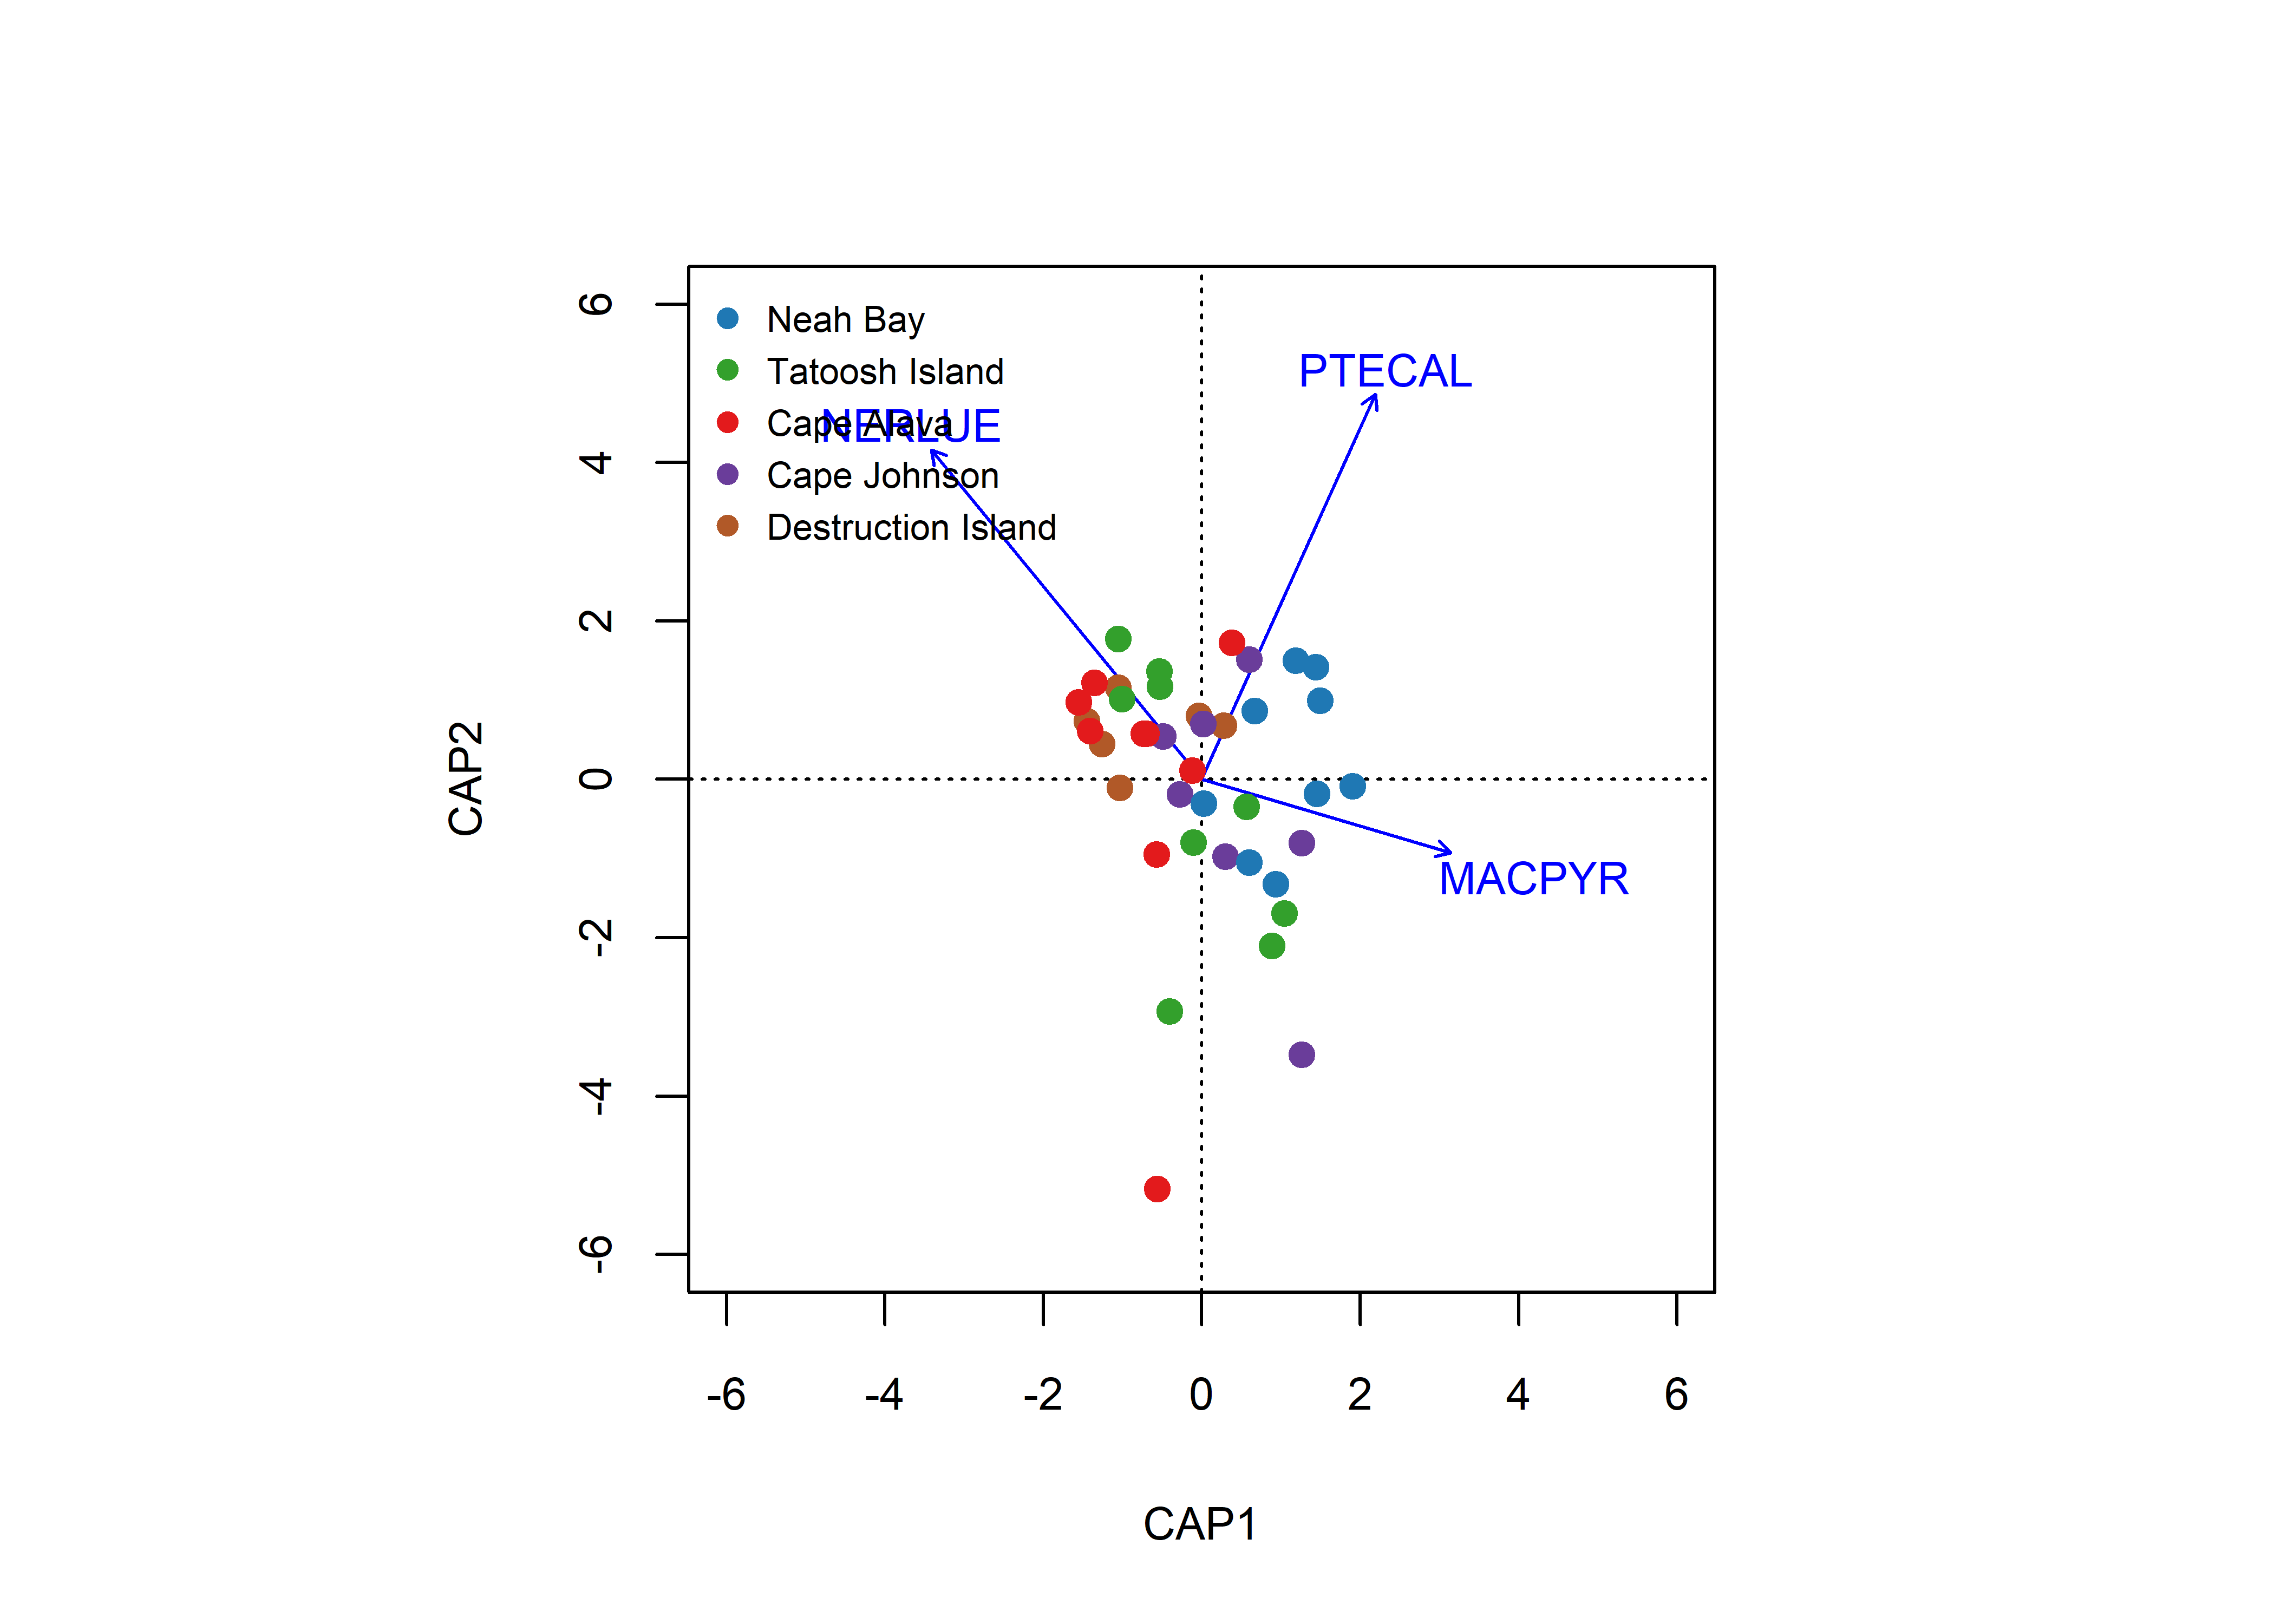 6
Neah Bay
Tatoosh Island
PTECAL
Cape Alava
NERLUE
4
Cape Johnson
Destruction Island
2
CAP2
0
MACPYR
-2
-4
-6
-6 -4 -2 0 2 4 6
CAP1